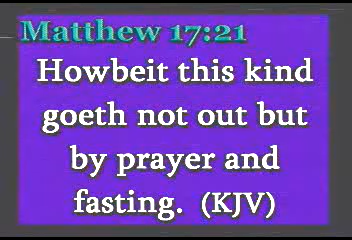 Matthew 17:21
Howbeit this kind
goeth not out but
by prayer and
fasting. (KJV)